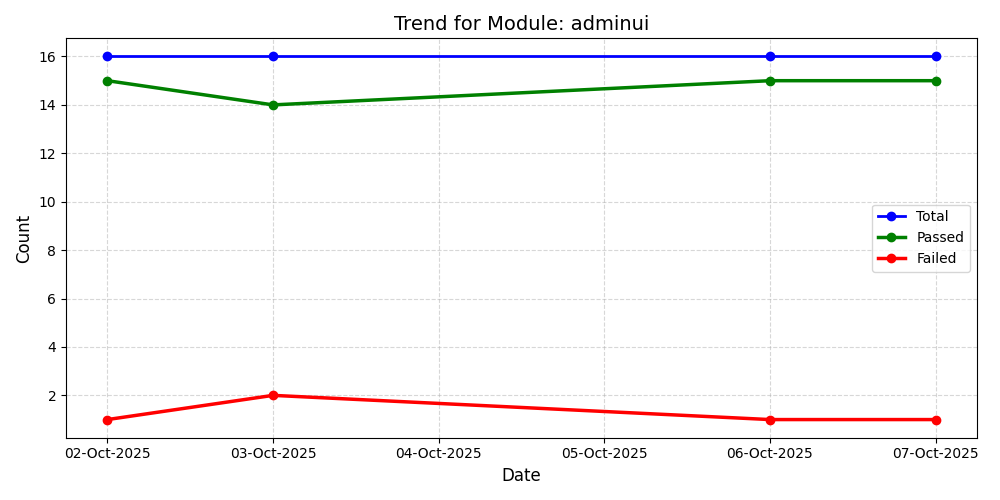 Trend for Module: adminui
16
14
12
10
8
6
4
2
Count
Total
Passed
Failed
02-Oct-2025 03-Oct-2025 04-Oct-2025 05-Oct-2025 06-Oct-2025 07-Oct-2025
Date